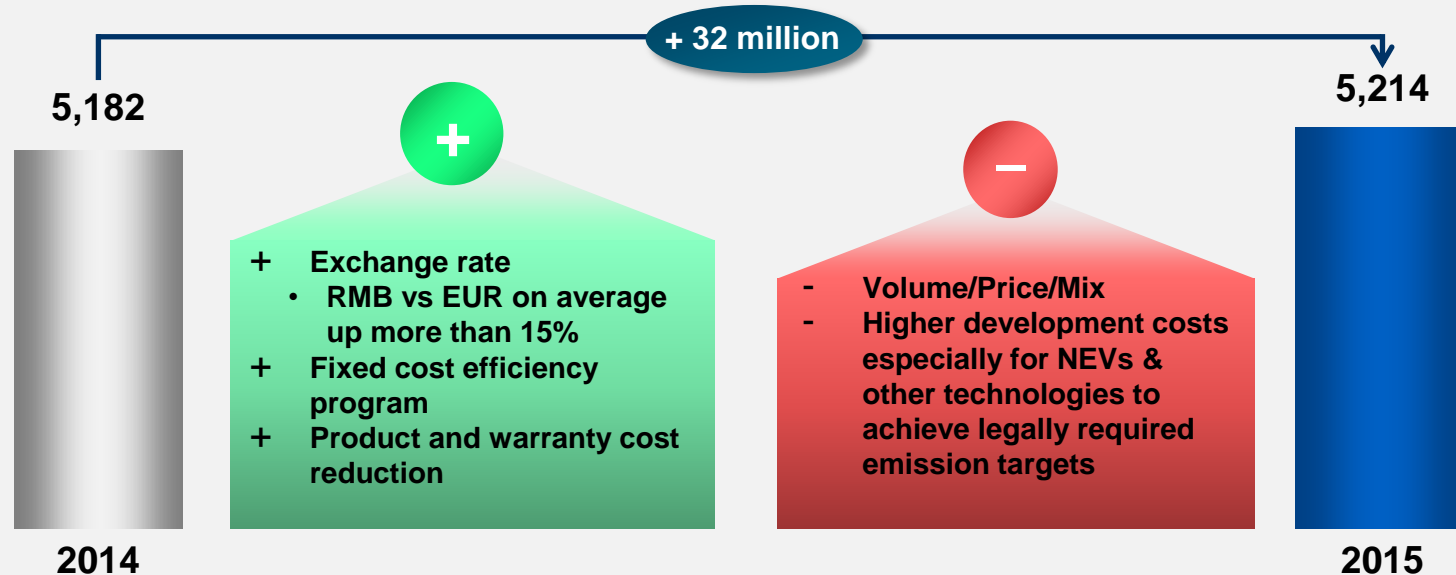 + 32 million
5,182
5,214
+
+ Exchange rate
• RMB vs EUR on average
up more than 15%
+ Fixed cost efficiency
program
+ Product and warranty cost
reduction
–
- Volume/Price/Mix
- Higher development costs
especially for NEVs &
other technologies to
achieve legally required
emission targets
2014
2015